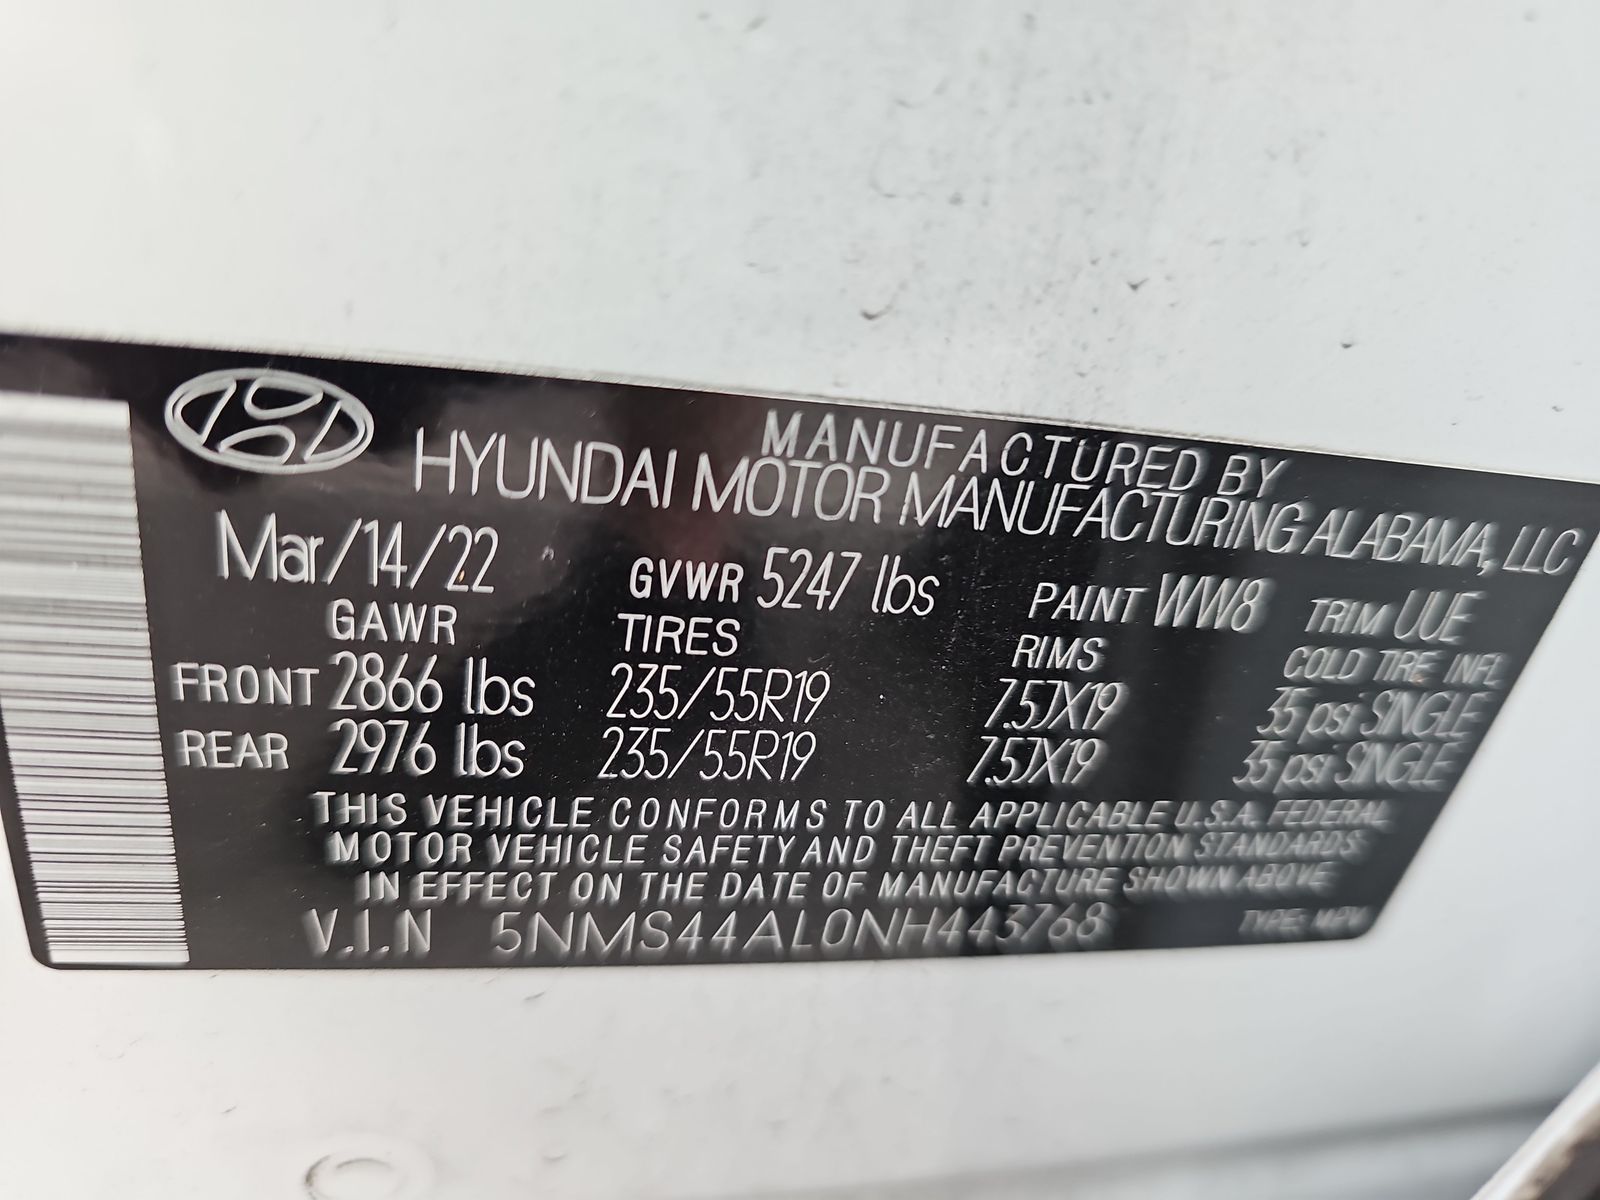 MANUFACTURED BY
HYUNDAI MOTOR MANUFACTURING ALABAMA, LLC
Mar/14/22 GVWR 5247 lbs PAINT WW8 TRIM UUE
GAWR TIRES RIMS COLD TIRE INFL
FRONT 2866 lbs 235/55R19 7.5JX19 35 psi SINGLE
REAR 2976 lbs 235/55R19 7.5JX19 35 psi SINGLE
THIS VEHICLE CONFORMS TO ALL APPLICABLE U.S.A. FEDERAL
MOTOR VEHICLE SAFETY AND THEFT PREVENTION STANDARDS
IN EFFECT ON THE DATE OF MANUFACTURE SHOWN ABOVE
V.I.N 5NMS44AL0NH443768 TYPE: MPV